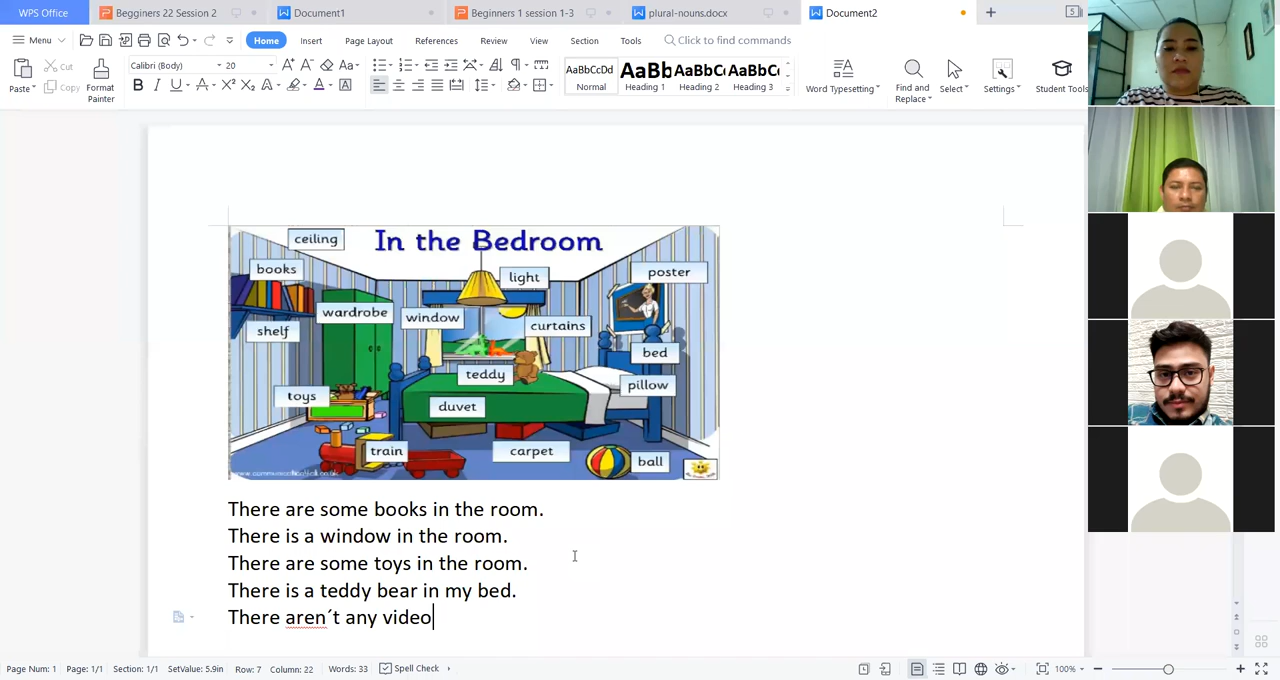 WPS Office
Begginers 22 Session 2
Document1
Beginners 1 session 1-3
plural-nouns.docx
Document2
5
Menu
Home
Insert
Page Layout
References
Review
View
Section
Tools
Click to find commands
Paste
Cut
Copy
Format Painter
Calibri (Body)
20
AaBbCcDd
Normal
AaBb
Heading 1
AaBbC
Heading 2
AaBbC
Heading 3
Word Typesetting
Find and Replace
Select
Settings
Student Tools
In the Bedroom
ceiling
books
light
poster
wardrobe
window
curtains
shelf
bed
teddy
pillow
toys
duvet
train
carpet
ball
There are some books in the room.
There is a window in the room.
There are some toys in the room.
There is a teddy bear in my bed.
There aren´t any video
Page Num: 1
Page: 1/1
Section: 1/1
SetValue: 5.9in
Row: 7
Column: 22
Words: 33
Spell Check
100%